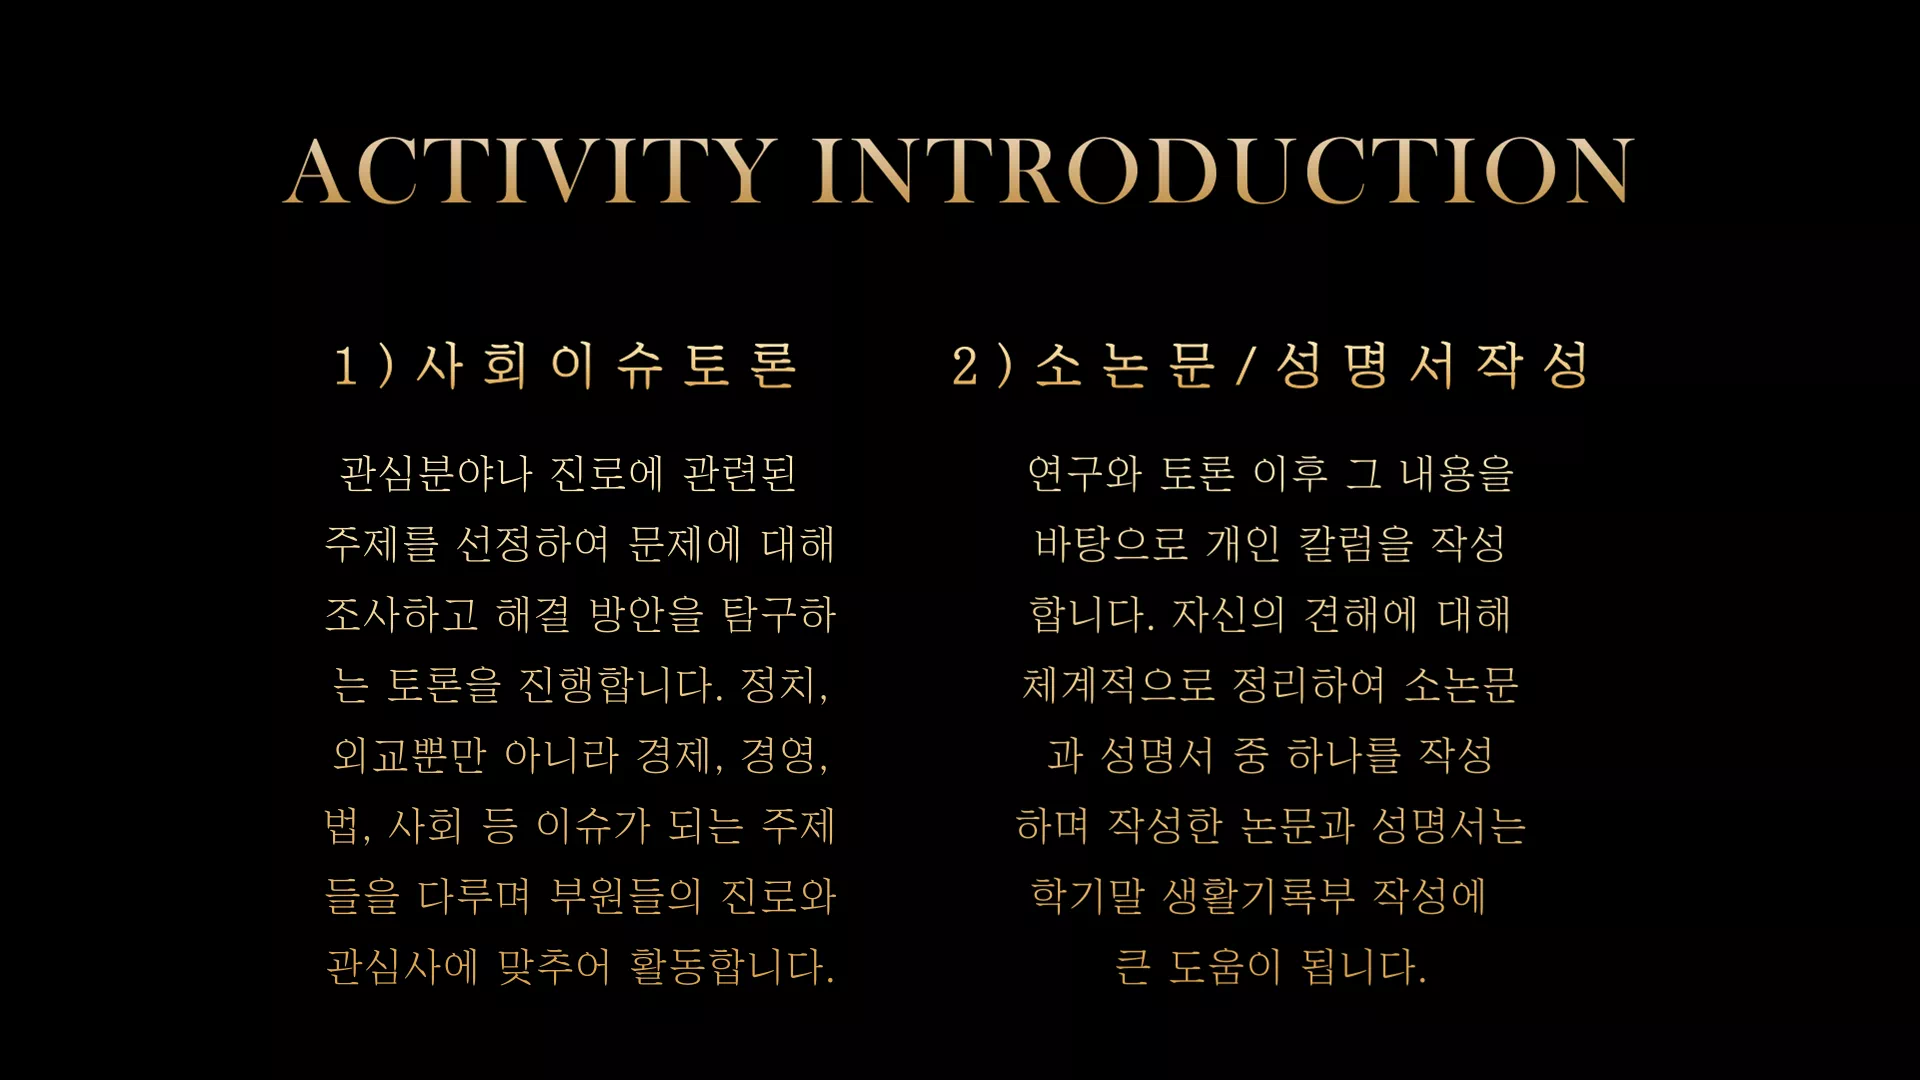 ACTIVITY INTRODUCTION
1)사회이슈토론
관심분야나 진로에 관련된
주제를 선정하여 문제에 대해
조사하고 해결 방안을 탐구하
는 토론을 진행합니다. 정치,
외교뿐만 아니라 경제, 경영,
법, 사회 등 이슈가 되는 주제
들을 다루며 부원들의 진로와
관심사에 맞추어 활동합니다.
2)소논문/성명서작성
연구와 토론 이후 그 내용을
바탕으로 개인 칼럼을 작성
합니다. 자신의 견해에 대해
체계적으로 정리하여 소논문
과 성명서 중 하나를 작성
하며 작성한 논문과 성명서는
학기말 생활기록부 작성에
큰 도움이 됩니다.